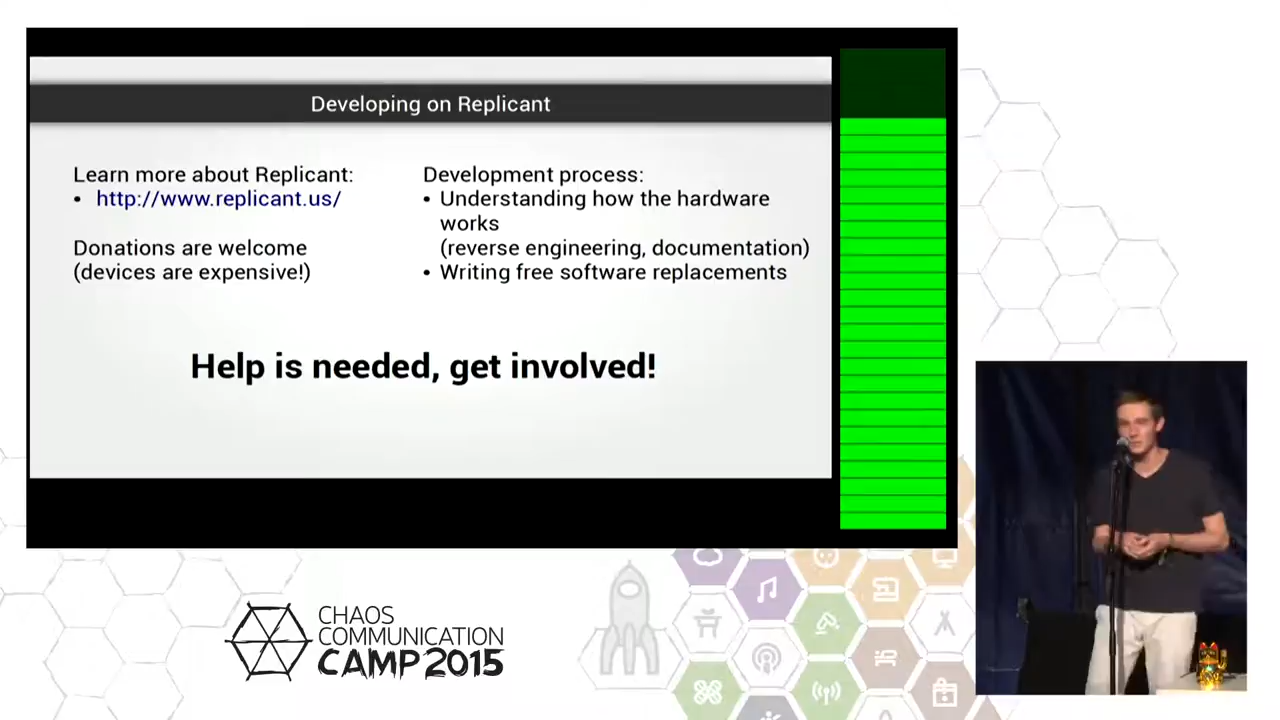 Developing on Replicant
Learn more about Replicant:
• http://www.replicant.us/
Donations are welcome
(devices are expensive!)
Development process:
• Understanding how the hardware
works
(reverse engineering, documentation)
• Writing free software replacements
Help is needed, get involved!
CHAOS
COMMUNICATION
CAMP 2015